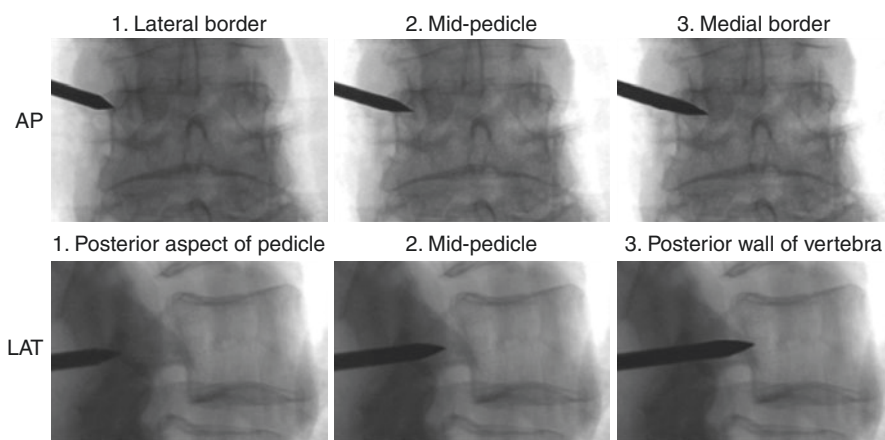 1. Lateral border
2. Mid-pedicle
3. Medial border
AP
1. Posterior aspect of pedicle
2. Mid-pedicle
3. Posterior wall of vertebra
LAT